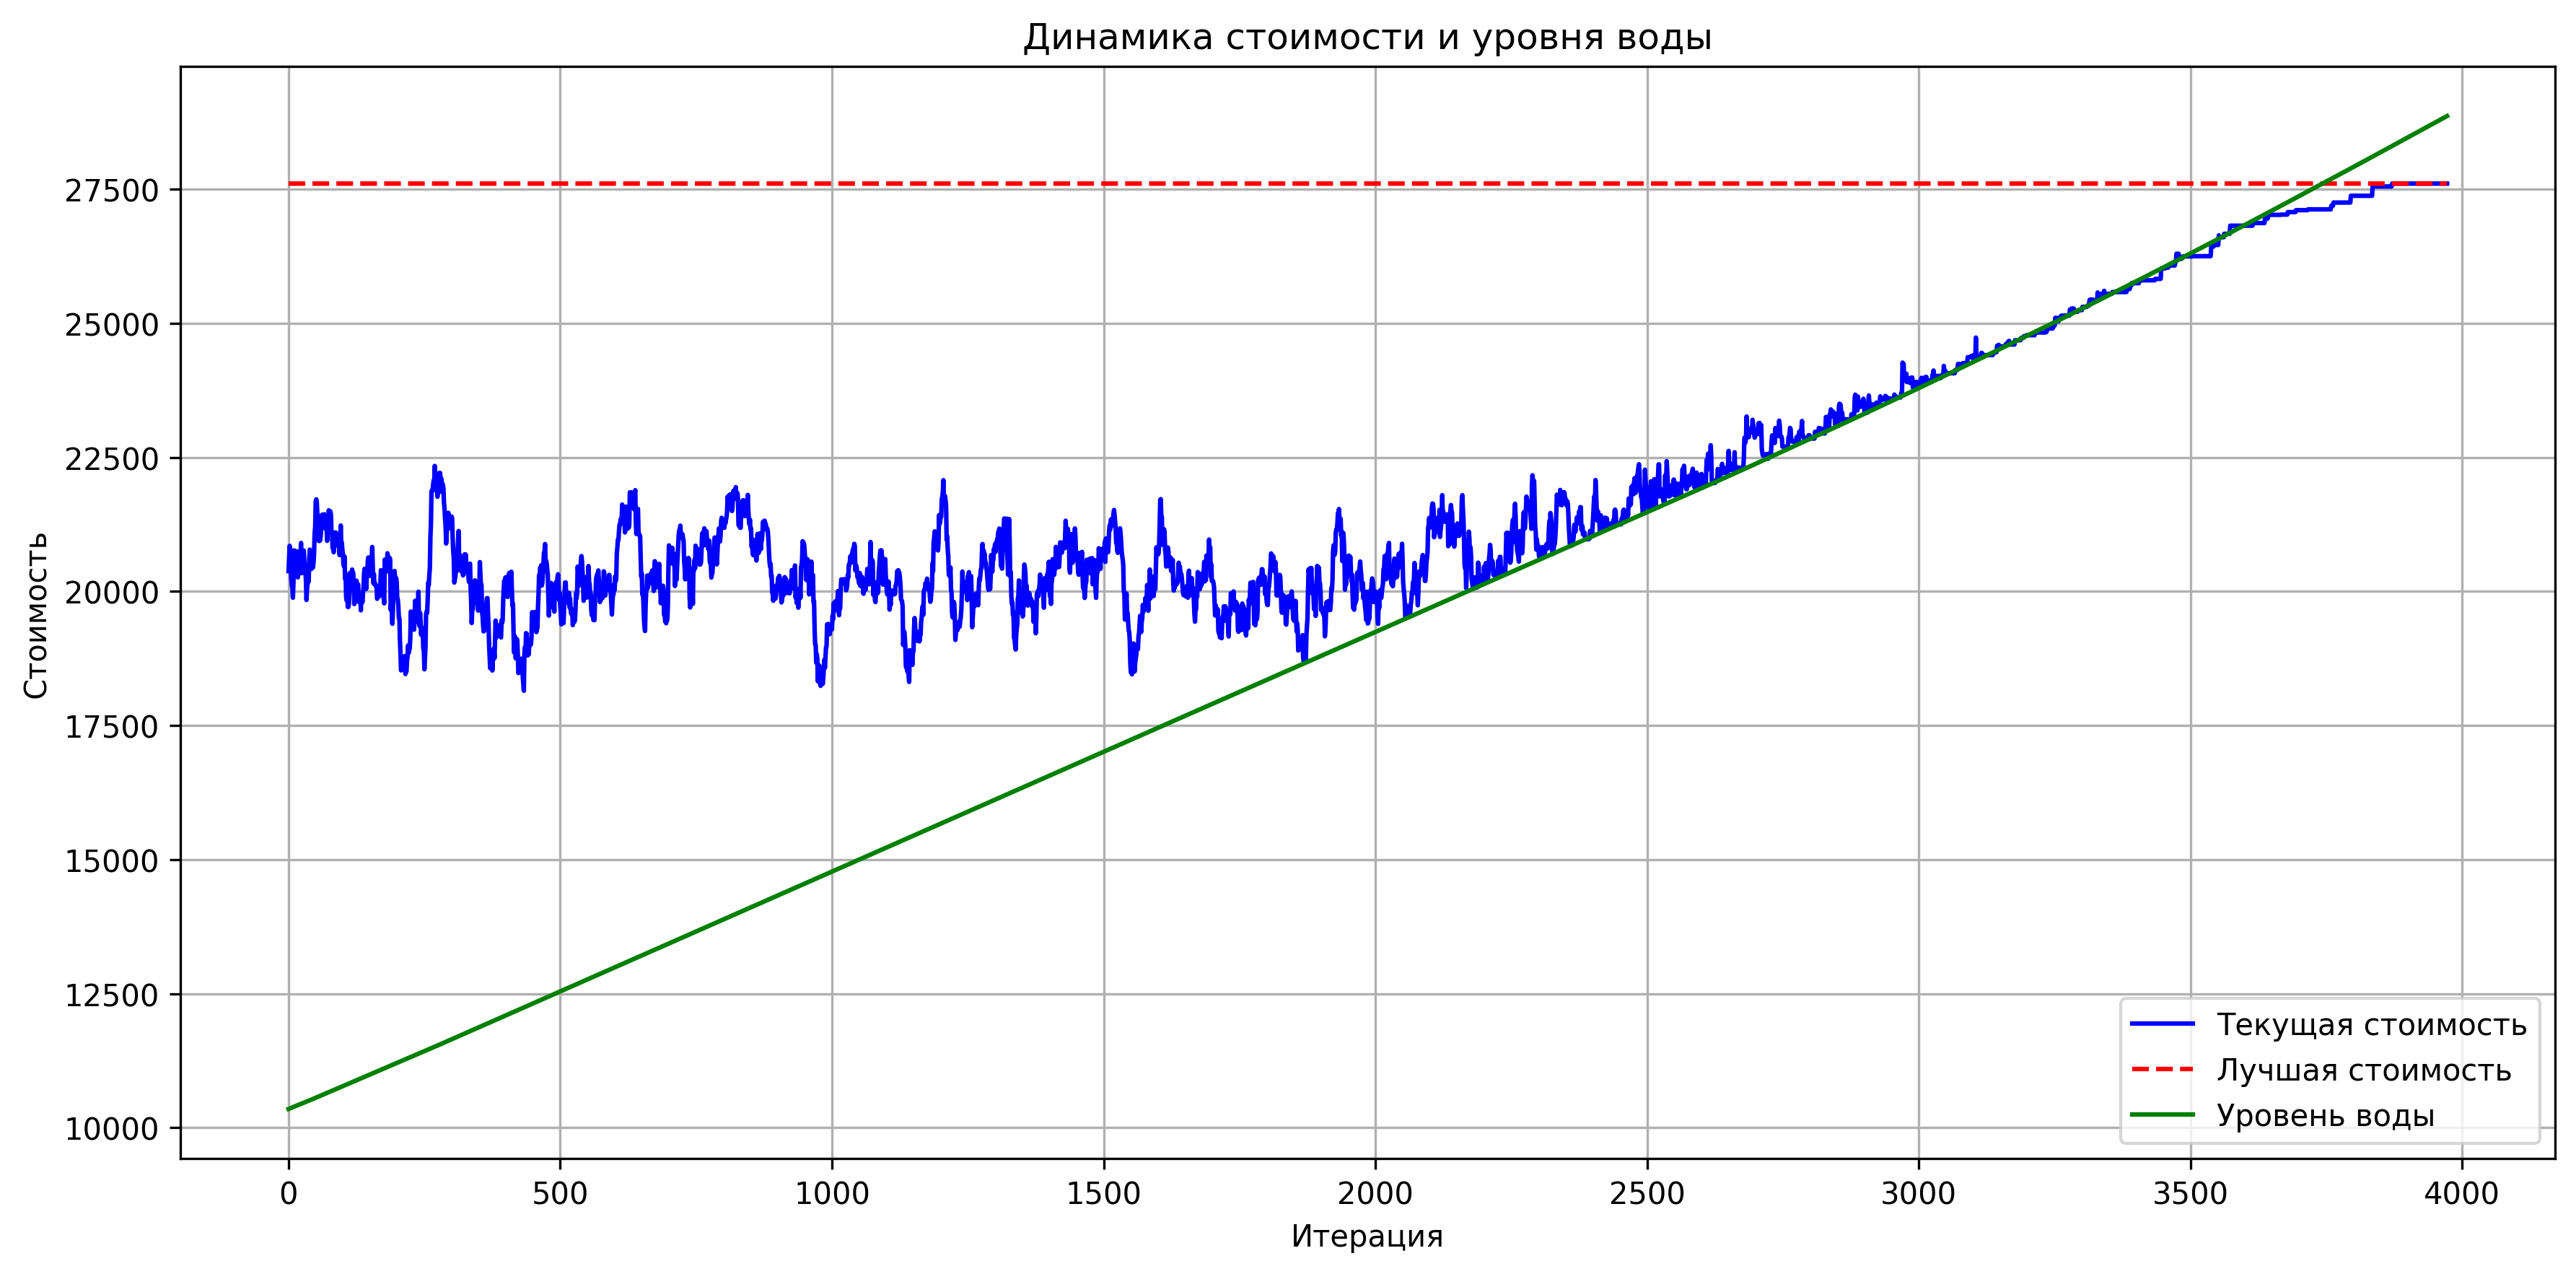 Динамика стоимости и уровня воды
Стоимость
27500
25000
22500
20000
17500
15000
12500
10000
0 500 1000 1500 2000 2500 3000 3500 4000
Итерация
Текущая стоимость
Лучшая стоимость
Уровень воды